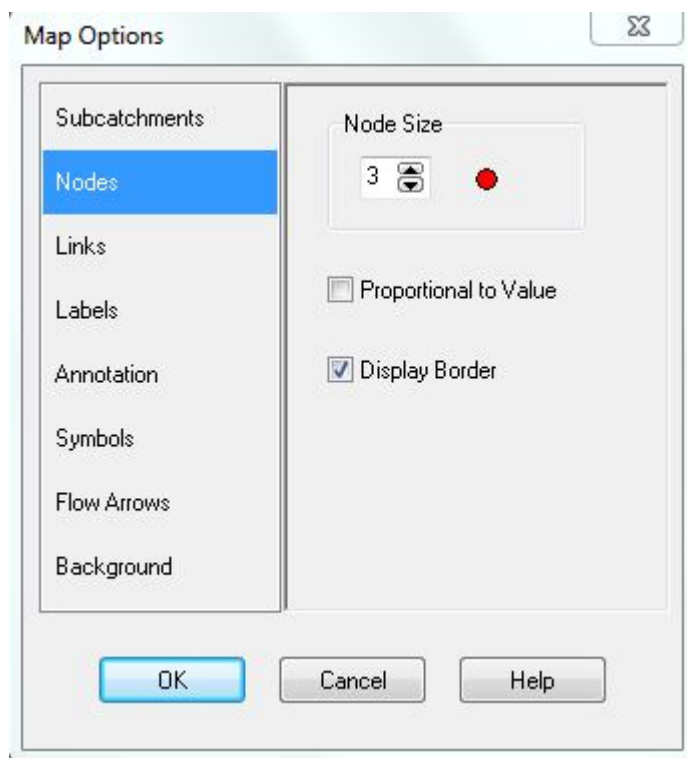 Map Options
Subcatchments
Nodes
Links
Labels
Annotation
Symbols
Flow Arrows
Background
Node Size
3
Proportional to Value
Display Border
OK
Cancel
Help